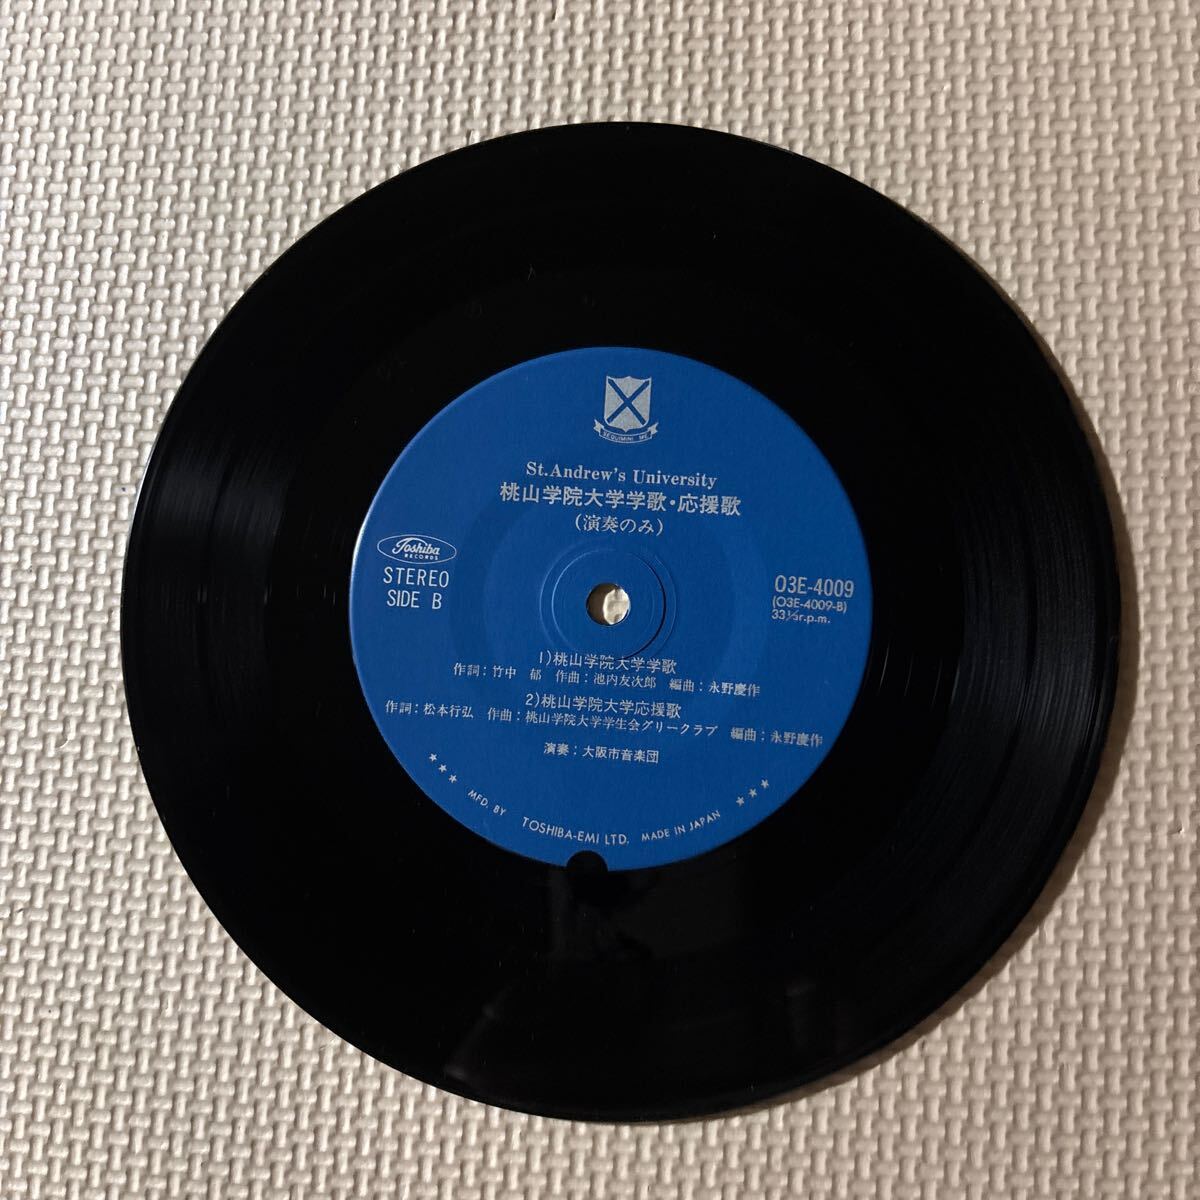 SEQUIMINI ME
St.Andrew's University
桃山学院大学学歌・応援歌
(演奏のみ)
Toshiba
RECORDS
STEREO
SIDE B
03E-4009
(03E-4009-B)
33⅓r.p.m.
1)桃山学院大学学歌
作詞：竹中 郁 作曲：池内友次郎 編曲：永野慶作
2)桃山学院大学応援歌
作詞：松本行弘 作曲：桃山学院大学学生会グリークラブ 編曲：永野慶作
演奏：大阪市音楽団
★★★ MFD. BY TOSHIBA-EMI LTD. MADE IN JAPAN ★★★